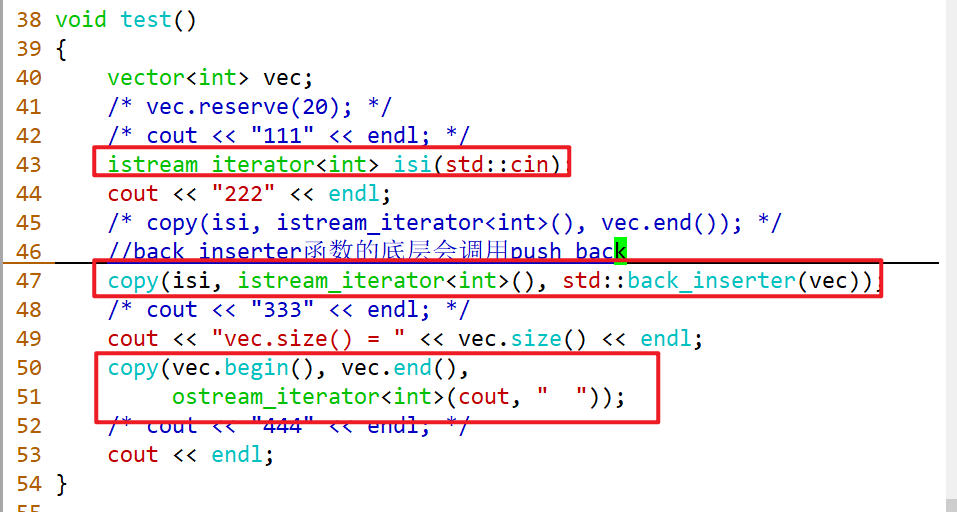 38 void test()
39 {
40     vector<int> vec;
41     /* vec.reserve(20); */
42     /* cout << "111" << endl; */
43     istream_iterator<int> isi(std::cin);
44     cout << "222" << endl;
45     /* copy(isi, istream_iterator<int>(), vec.end()); */
46     //back_inserter函数的底层会调用push_back
47     copy(isi, istream_iterator<int>(), std::back_inserter(vec));
48     /* cout << "333" << endl; */
49     cout << "vec.size() = " << vec.size() << endl;
50     copy(vec.begin(), vec.end(),
51          ostream_iterator<int>(cout, "  "));
52     /* cout << "444" << endl; */
53     cout << endl;
54 }
55